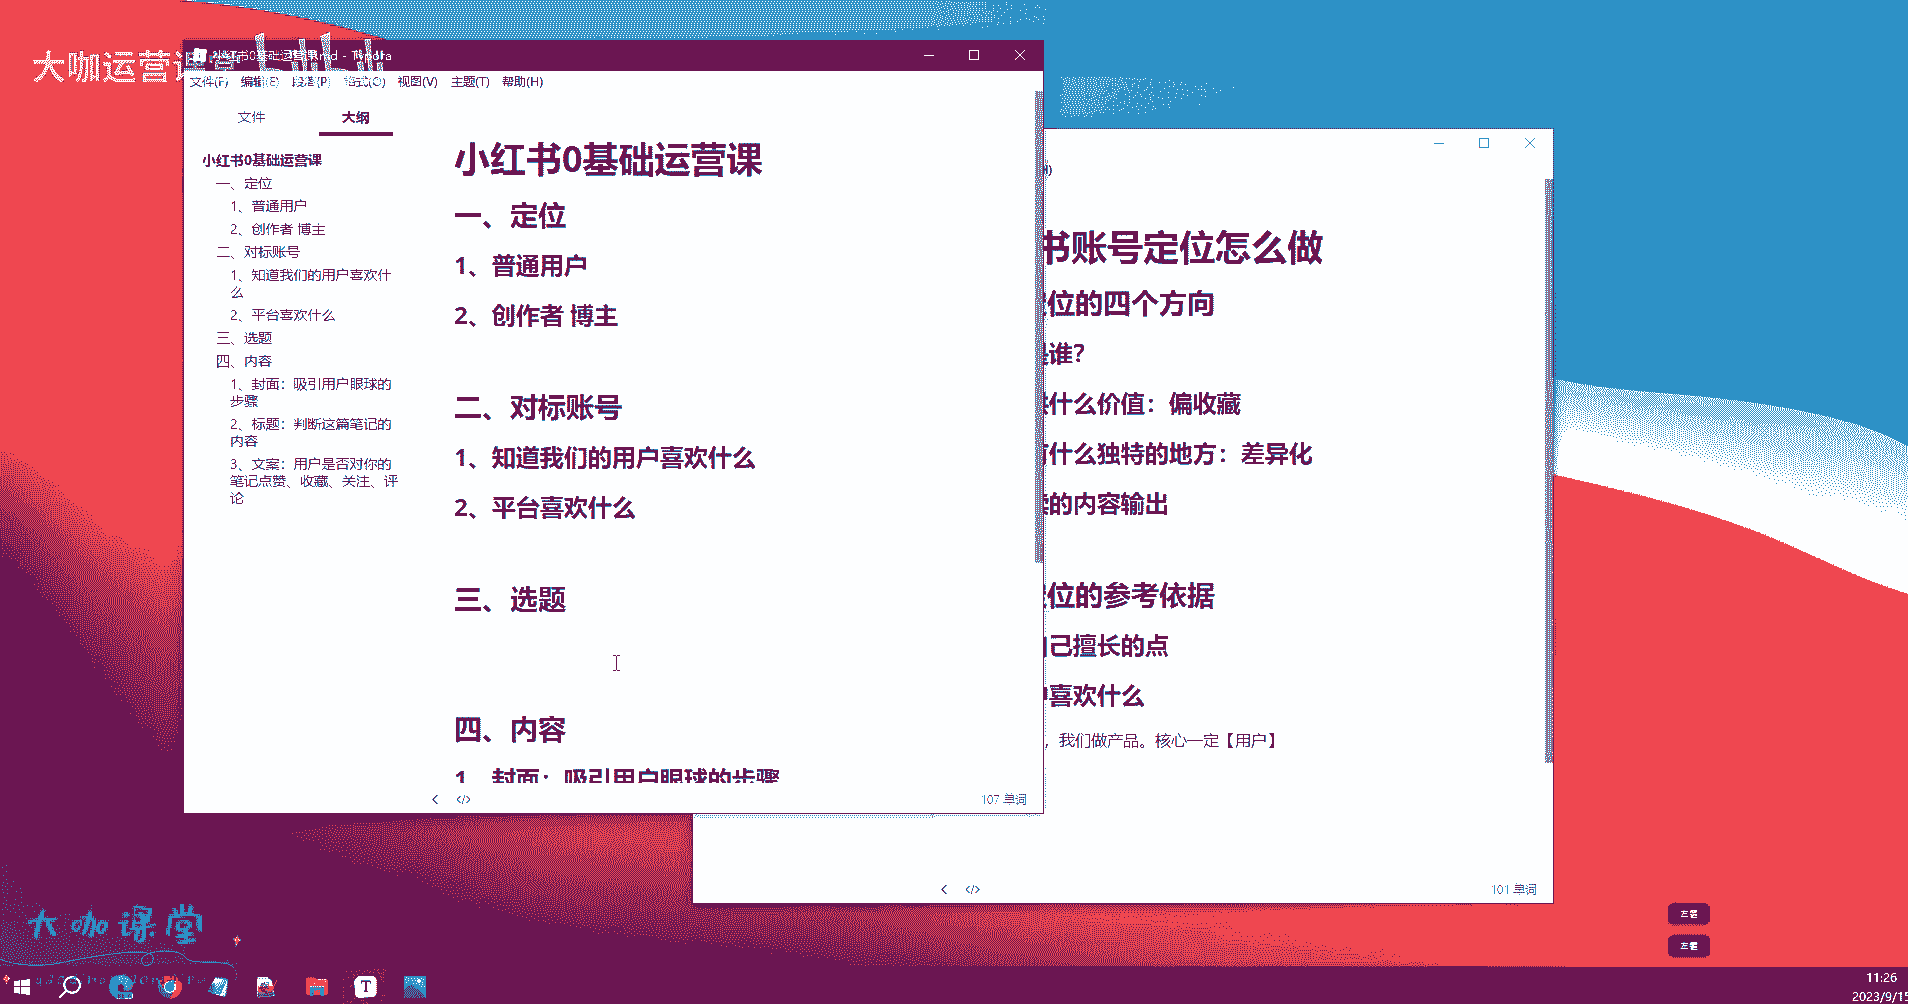 大咖运营课堂
小红书0基础运营课.md - Typora
文件(F) 编辑(E) 段落(P) 格式(O) 视图(V) 主题(T) 帮助(H)
文件 大纲
小红书0基础运营课
一、定位
1、普通用户
2、创作者 博主
二、对标账号
1、知道我们的用户喜欢什
么
2、平台喜欢什么
三、选题
四、内容
1、封面：吸引用户眼球的
步骤
2、标题：判断这篇笔记的
内容
3、文案：用户是否对你的
笔记点赞、收藏、关注、评
论
小红书0基础运营课
一、定位
1、普通用户
2、创作者 博主
二、对标账号
1、知道我们的用户喜欢什么
2、平台喜欢什么
三、选题
四、内容
1、封面：吸引用户眼球的步骤
107 单词
书账号定位怎么做
位的四个方向
是谁？
什么价值：偏收藏
有什么独特的地方：差异化
续的内容输出
位的参考依据
自己擅长的点
喜欢什么
，我们做产品。核心一定【用户】
101 单词
左键
左键
大咖课堂
11:26
2023/9/15